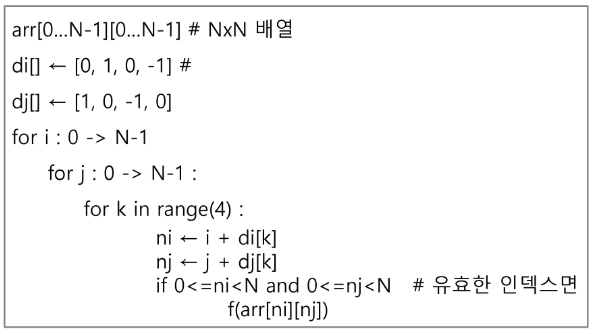 arr[0...N-1][0...N-1] # NxN 배열
di[] ← [0, 1, 0, -1] #
dj[] ← [1, 0, -1, 0]
for i : 0 -> N-1
for j : 0 -> N-1 :
for k in range(4) :
ni ← i + di[k]
nj ← j + dj[k]
if 0<=ni<N and 0<=nj<N # 유효한 인덱스면
f(arr[ni][nj])